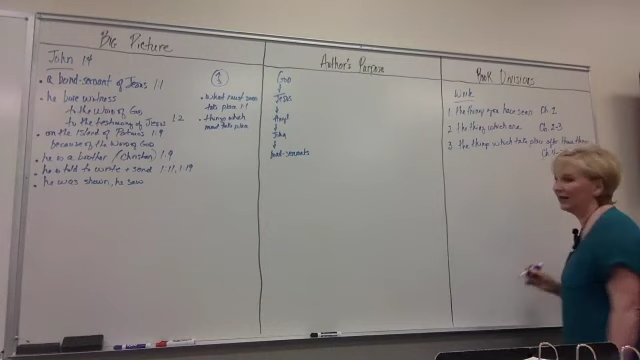 Big Picture
John 14
• a bond-servant of Jesus 1:1
• he bore witness
to the Word of God
to the testimony of Jesus 1:2
• on the island of Patmos 1:9
because of the Word of God
• he is a brother (Christian) 1:9
• he is told to write + send 1:11, 1:19
• he was shown, he saw
• what must soon
take place 1:1
• things which
must take place
Author's Purpose
God
Jesus
Angel
John
bond-servants
Book Divisions
Write
1 the things you have seen Ch. 1
2 the things which are Ch. 2-3
3 the things which take place after these things
Ch. 4-